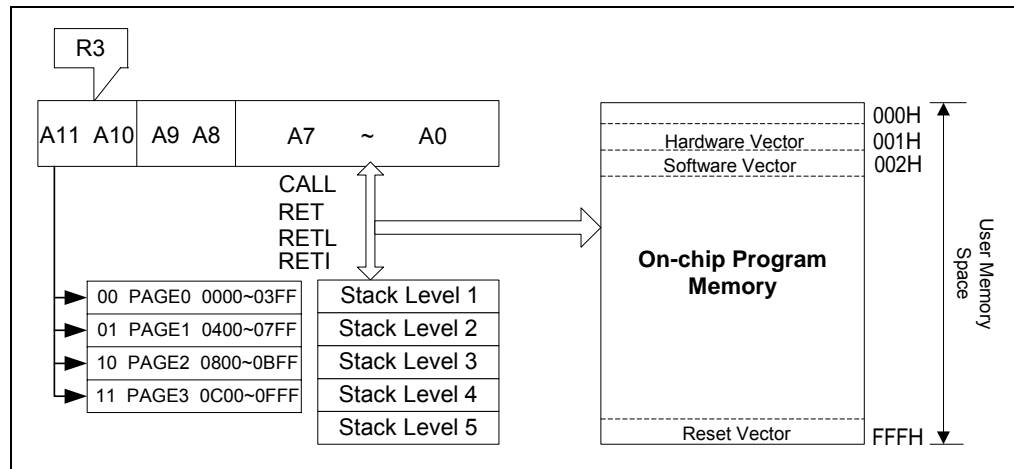 R3
A11 A10 A9 A8 A7 ~ A0
CALL
RET
RETL
RETI
00 PAGE0 0000~03FF
01 PAGE1 0400~07FF
10 PAGE2 0800~0BFF
11 PAGE3 0C00~0FFF
Stack Level 1
Stack Level 2
Stack Level 3
Stack Level 4
Stack Level 5
000H
Hardware Vector 001H
Software Vector 002H
On-chip Program
Memory
Reset Vector FFFH
User Memory
Space